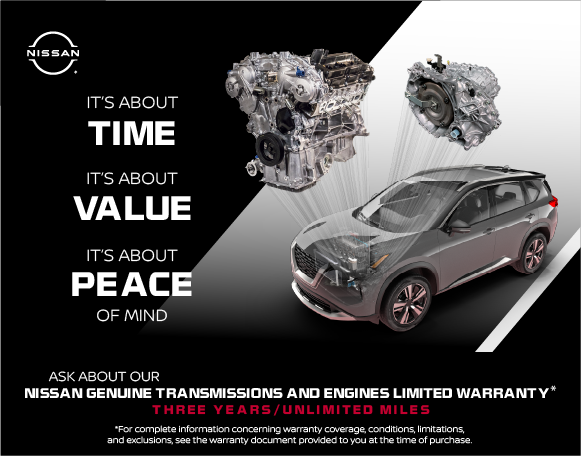 NISSAN
IT'S ABOUT
TIME
IT'S ABOUT
VALUE
IT'S ABOUT
PEACE
OF MIND
ASK ABOUT OUR
NISSAN GENUINE TRANSMISSIONS AND ENGINES LIMITED WARRANTY*
THREE YEARS/UNLIMITED MILES
*For complete information concerning warranty coverage, conditions, limitations,
and exclusions, see the warranty document provided to you at the time of purchase.